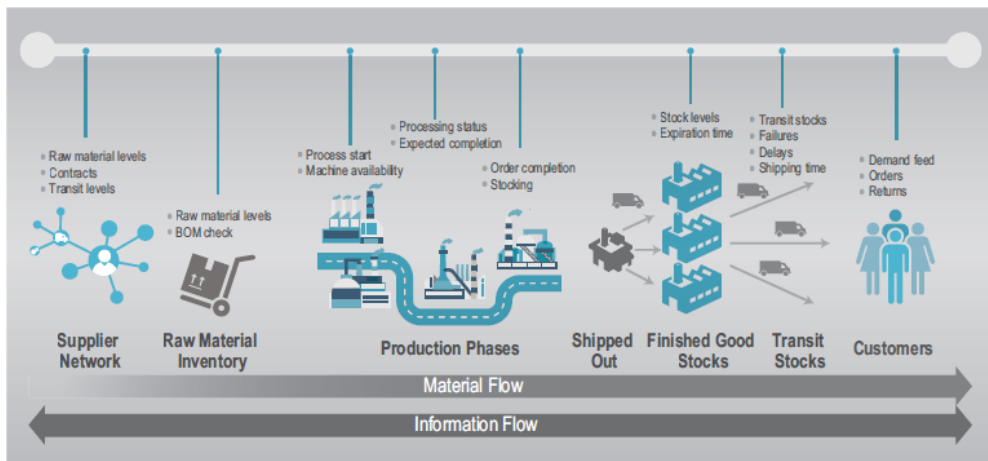 Raw material levels
Contracts
Transit levels
Raw material levels
BOM check
Process start
Machine availability
Processing status
Expected completion
Order completion
Stocking
Stock levels
Expiration time
Transit stocks
Failures
Delays
Shipping time
Demand feed
Orders
Returns
Supplier
Network
Raw Material
Inventory
Production Phases
Shipped
Out
Finished Good
Stocks
Transit
Stocks
Customers
Material Flow
Information Flow